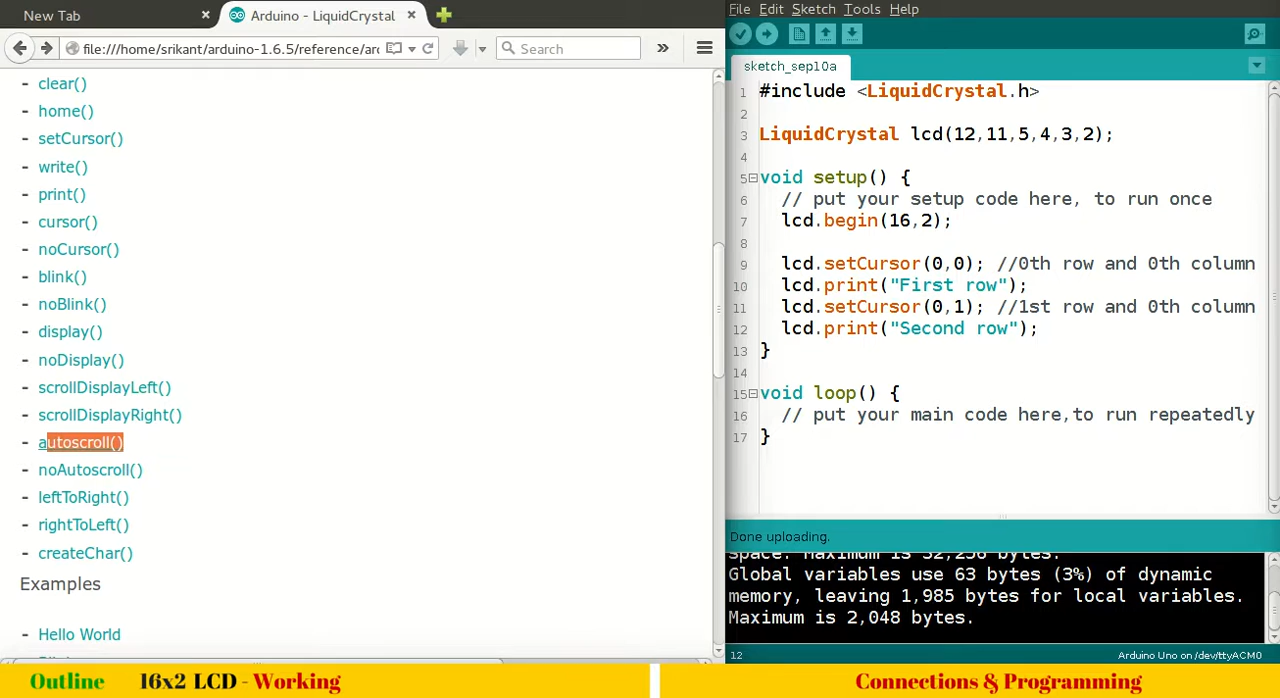 New Tab
Arduino - LiquidCrystal
file:///home/srikant/arduino-1.6.5/reference/arc
Search
clear()
home()
setCursor()
write()
print()
cursor()
noCursor()
blink()
noBlink()
display()
noDisplay()
scrollDisplayLeft()
scrollDisplayRight()
autoscroll()
noAutoscroll()
leftToRight()
rightToLeft()
createChar()
Examples
Hello World
File Edit Sketch Tools Help
sketch_sep10a
1 #include <LiquidCrystal.h>
2
3 LiquidCrystal lcd(12,11,5,4,3,2);
4
5 void setup() {
6 // put your setup code here, to run once
7 lcd.begin(16,2);
8
9 lcd.setCursor(0,0); //0th row and 0th column
10 lcd.print("First row");
11 lcd.setCursor(0,1); //1st row and 0th column
12 lcd.print("Second row");
13 }
14
15 void loop() {
16 // put your main code here,to run repeatedly
17 }
Done uploading.
space. Maximum is 32,256 bytes.
Global variables use 63 bytes (3%) of dynamic
memory, leaving 1,985 bytes for local variables.
Maximum is 2,048 bytes.
12
Arduino Uno on /dev/ttyACM0
Outline 16x2 LCD - Working
Connections & Programming